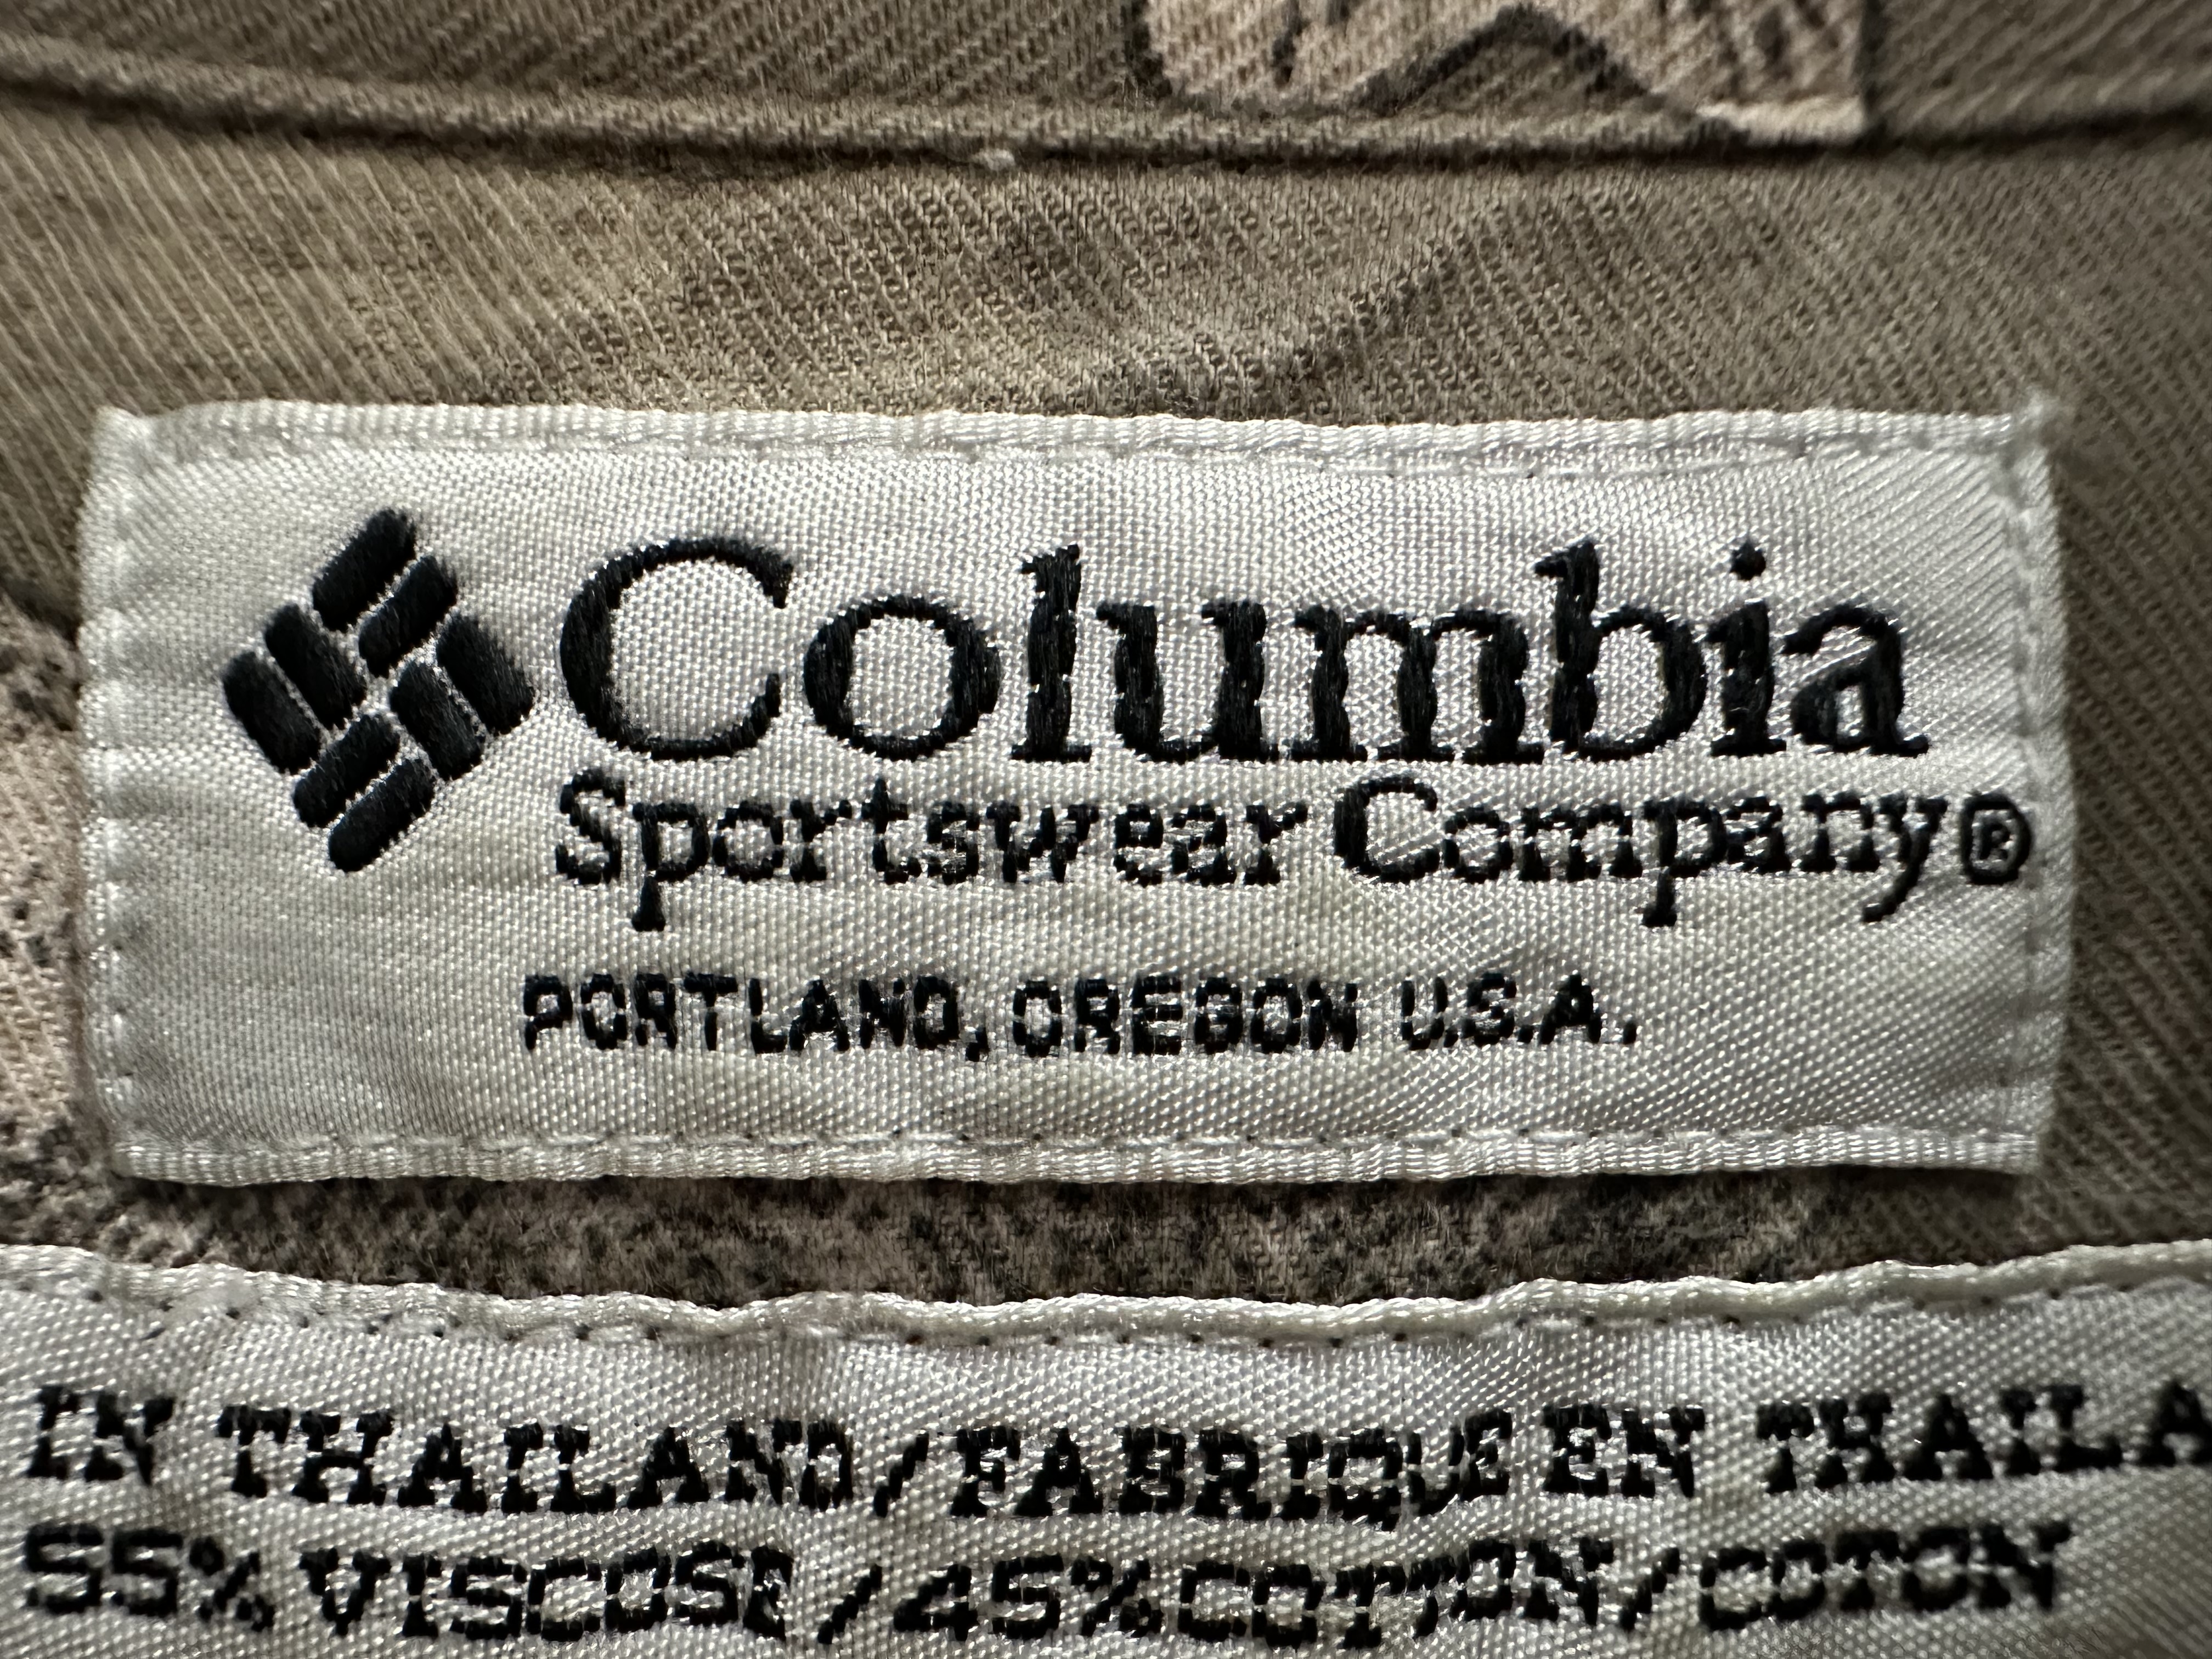 Columbia
Sportswear Company®
PORTLAND, OREGON U.S.A.
IN THAILAND/FABRIQUE EN THAILA
55% VISCOSE/45%COTTON/COTON